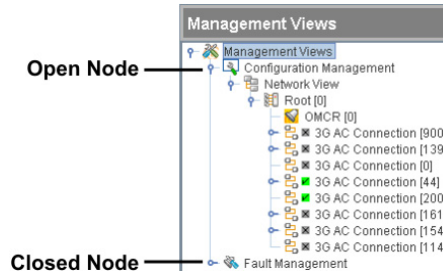 Management Views
Management Views
Open Node
Configuration Management
Network View
Root [0]
OMCR [0]
3G AC Connection [900
3G AC Connection [139
3G AC Connection [0]
3G AC Connection [44]
3G AC Connection [200
3G AC Connection [161
3G AC Connection [154
3G AC Connection [114
Closed Node
Fault Management